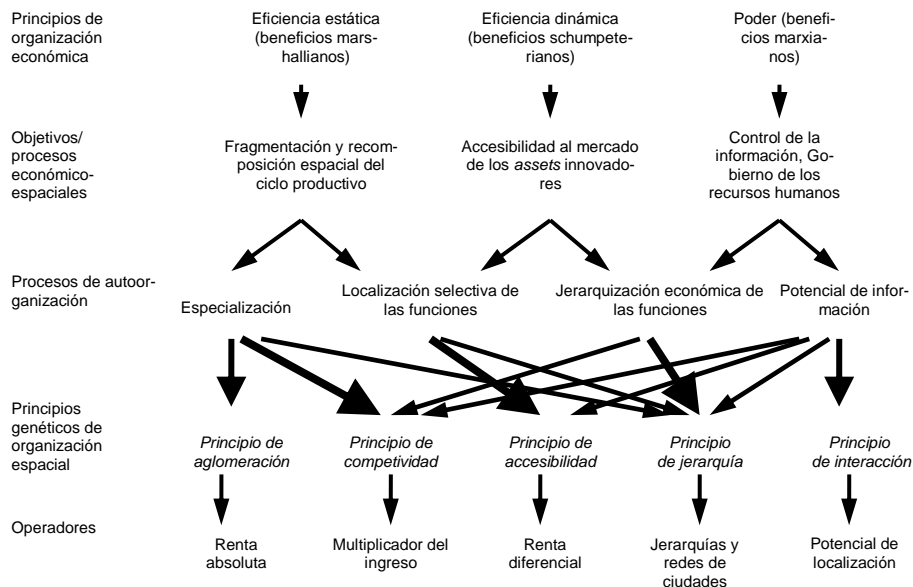 Principios de
organización
económica
Eficiencia estática
(beneficios mars-
hallianos)
Eficiencia dinámica
(beneficios schumpete-
rianos)
Poder (benefi-
cios marxia-
nos)
Objetivos/
procesos
económico-
espaciales
Fragmentación y recom-
posición espacial del
ciclo productivo
Accesibilidad al mercado
de los assets innovado-
res
Control de la
información, Go-
bierno de los
recursos humanos
Procesos de autoor-
ganización
Especialización
Localización selectiva de
las funciones
Jerarquización económica de
las funciones
Potencial de infor-
mación
Principios
genéticos de
organización
espacial
Principio de
aglomeración
Principio de
competividad
Principio de
accesibilidad
Principio
de jerarquía
Principio
de interacción
Operadores
Renta
absoluta
Multiplicador del
ingreso
Renta
diferencial
Jerarquías y
redes de
ciudades
Potencial de
localización